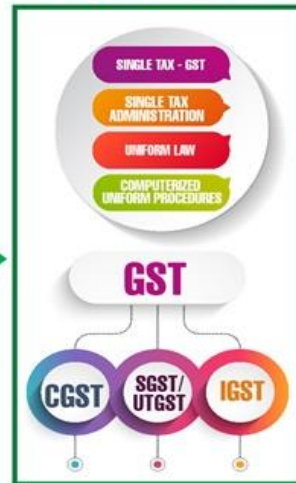 SINGLE TAX - GST
SINGLE TAX
ADMINISTRATION
UNIFORM LAW
COMPUTERIZED
UNIFORM PROCEDURES
GST
CGST
SGST/
UTGST
IGST